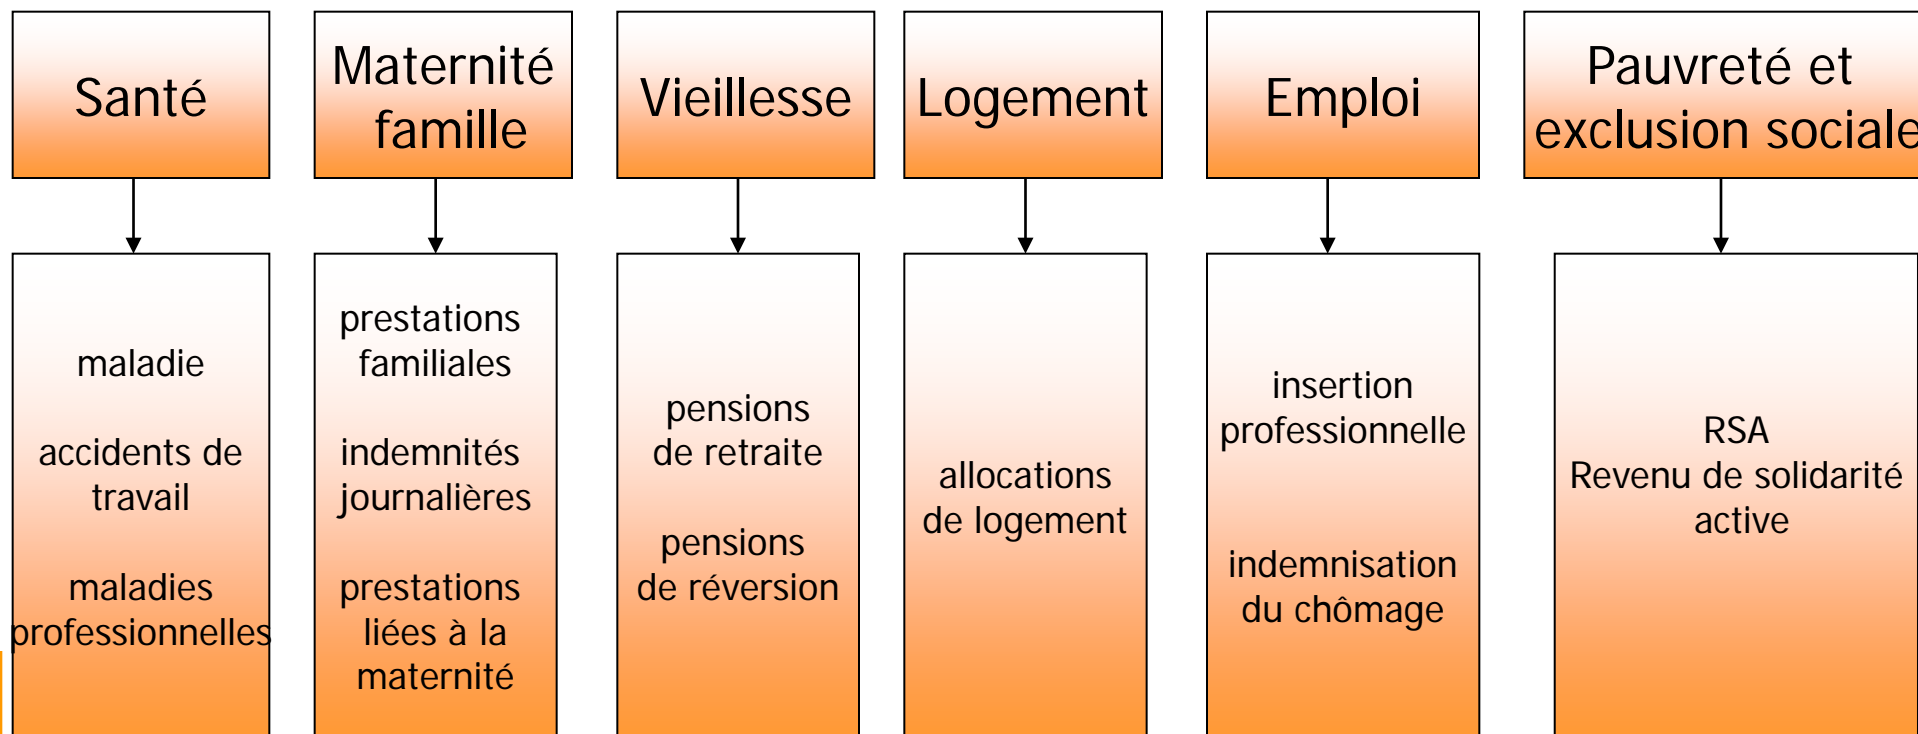 Santé
Maternité
famille
Vieillesse
Logement
Emploi
Pauvreté et
exclusion sociale
maladie
accidents de
travail
maladies
professionnelles
prestations
familiales
indemnités
journalières
prestations
liées à la
maternité
pensions
de retraite
pensions
de réversion
allocations
de logement
insertion
professionnelle
indemnisation
du chômage
RSA
Revenu de solidarité
active